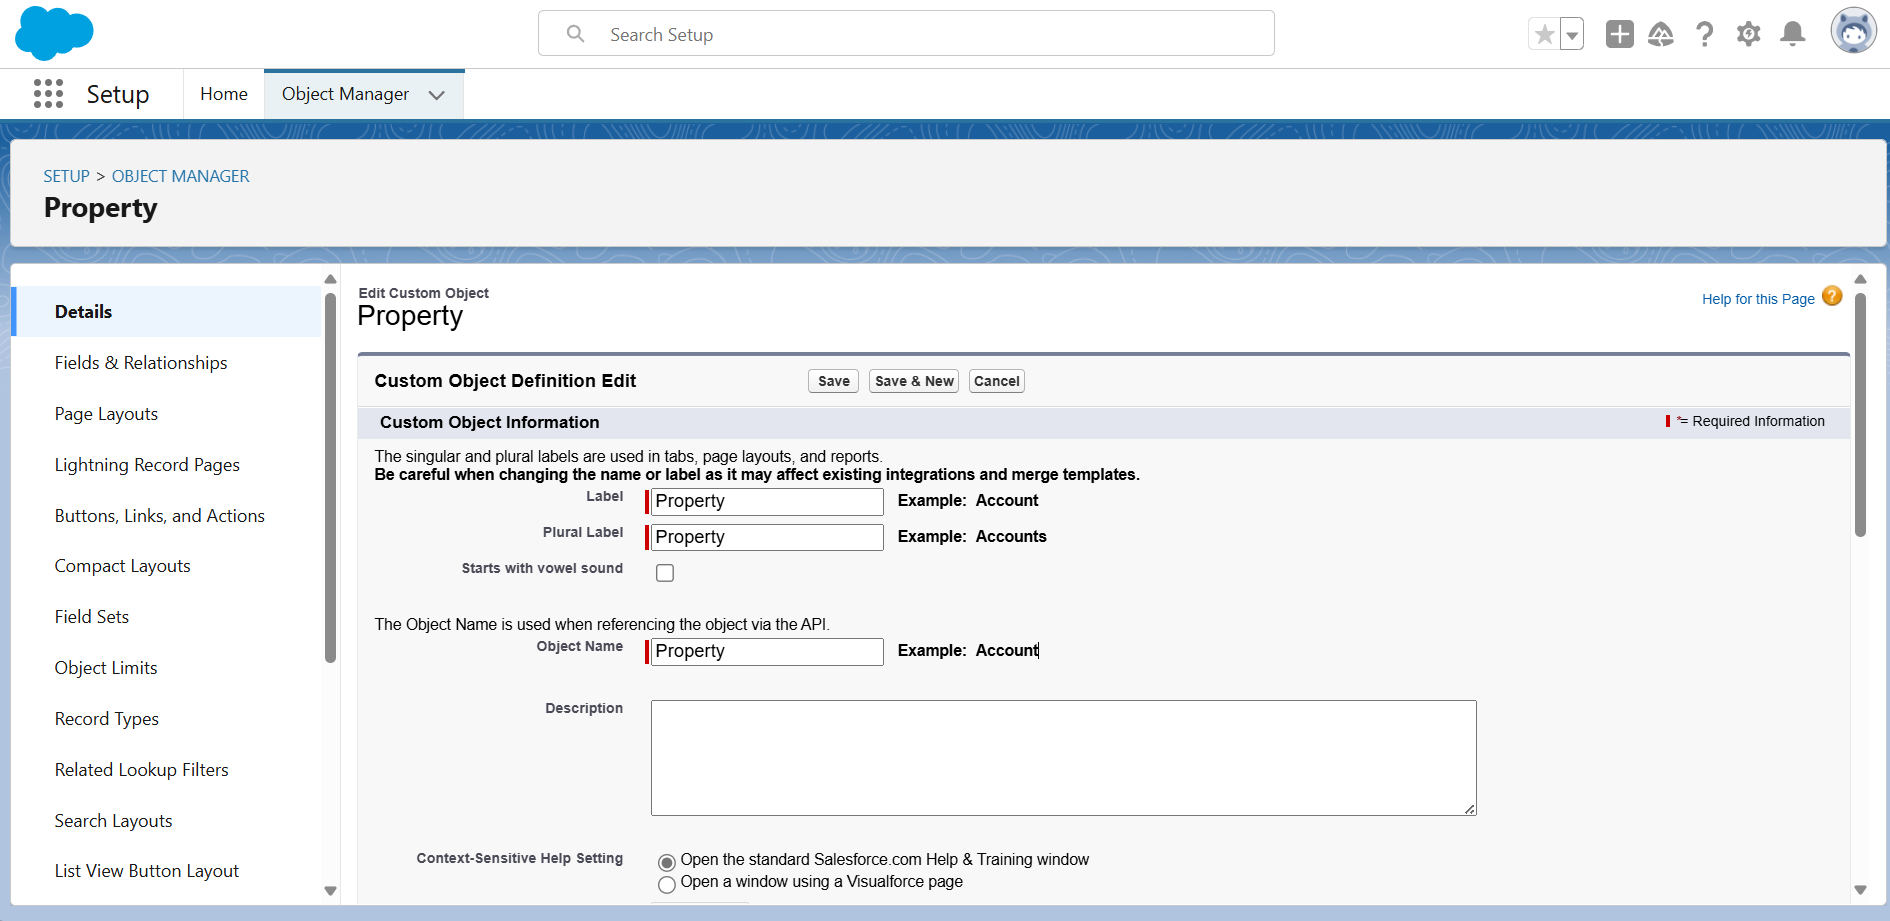 Search Setup
Setup
Home
Object Manager
SETUP > OBJECT MANAGER
Property
Details
Fields & Relationships
Page Layouts
Lightning Record Pages
Buttons, Links, and Actions
Compact Layouts
Field Sets
Object Limits
Record Types
Related Lookup Filters
Search Layouts
List View Button Layout
Edit Custom Object
Property
Help for this Page ?
Custom Object Definition Edit
Save
Save & New
Cancel
Custom Object Information
*= Required Information
The singular and plural labels are used in tabs, page layouts, and reports.
Be careful when changing the name or label as it may affect existing integrations and merge templates.
Label Property Example: Account
Plural Label Property Example: Accounts
Starts with vowel sound
The Object Name is used when referencing the object via the API.
Object Name Property Example: Account
Description
Context-Sensitive Help Setting Open the standard Salesforce.com Help & Training window
Open a window using a Visualforce page